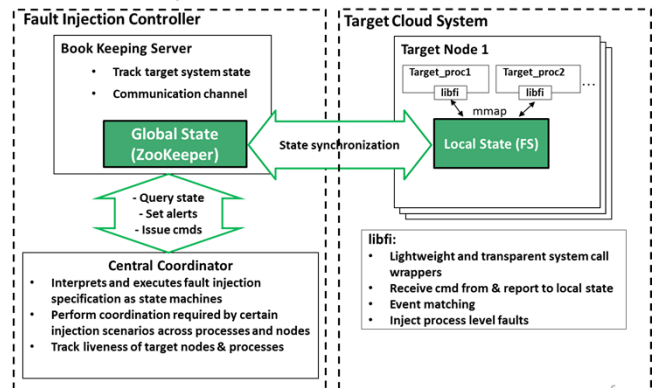 Fault Injection Controller
Book Keeping Server
• Track target system state
• Communication channel
Global State
(ZooKeeper)
- Query state
- Set alerts
- Issue cmds
Central Coordinator
• Interprets and executes fault injection
specification as state machines
• Perform coordination required by certain
injection scenarios across processes and nodes
• Track liveness of target nodes & processes
State synchronization
Target Cloud System
Target Node 1
Target_proc1
libfi
Target_proc2
libfi
...
mmap
Local State (FS)
libfi:
• Lightweight and transparent system call
wrappers
• Receive cmd from & report to local state
• Event matching
• Inject process level faults